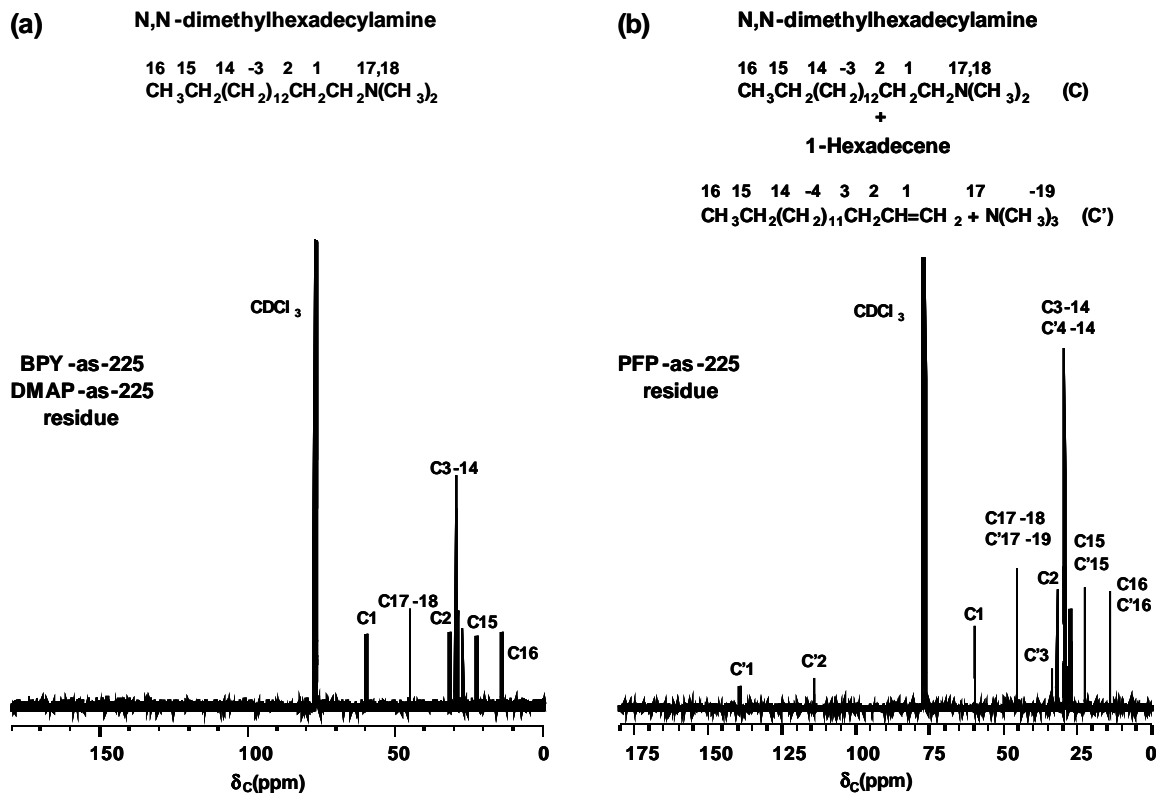 (a) N,N-dimethylhexadecylamine
16 15 14 -3 2 1 17,18
CH3CH2(CH2)12CH2CH2N(CH3)2
CDCl3
BPY-as-225
DMAP-as-225
residue
C3-14
C17-18
C1
C2
C15
C16
150 100 50 0
δC(ppm)
(b) N,N-dimethylhexadecylamine
16 15 14 -3 2 1 17,18
CH3CH2(CH2)12CH2CH2N(CH3)2 (C)
+
1-Hexadecene
16 15 14 -4 3 2 1 17 -19
CH3CH2(CH2)11CH2CH=CH2 + N(CH3)3 (C')
CDCl3
C3-14
C'4-14
PFP-as-225
residue
C17-18
C'17-19
C15
C'15
C2
C16
C'16
C1
C'3
C'1
C'2
175 150 125 100 75 50 25 0
δC(ppm)